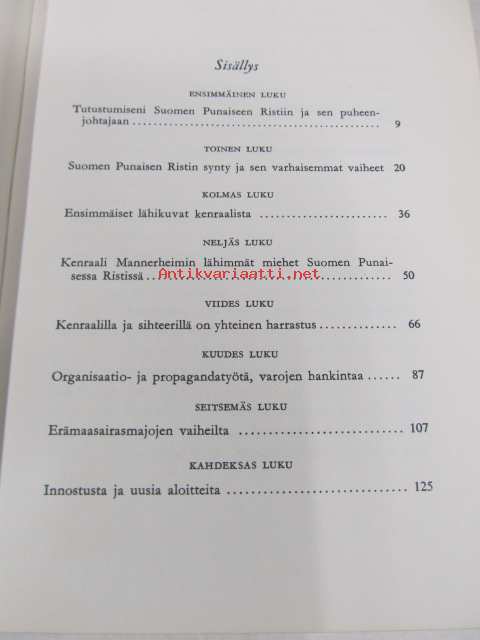 Sisällys
ENSIMMÄINEN LUKU
Tutustumiseni Suomen Punaiseen Ristiin ja sen puheen-
johtajaan .................................... 9
TOINEN LUKU
Suomen Punaisen Ristin synty ja sen varhaisemmat vaiheet 20
KOLMAS LUKU
Ensimmäiset lähikuvat kenraalista .................. 36
NELJÄS LUKU
Kenraali Mannerheimin lähimmät miehet Suomen Punai-
sessa Ristissä .................................... 50
Antikvariaatti.net
VIIDES LUKU
Kenraalilla ja sihteerillä on yhteinen harrastus ............ 66
KUUDES LUKU
Organisaatio- ja propagandatyötä, varojen hankintaa ...... 87
SEITSEMÄS LUKU
Erämaasairasmajojen vaiheilta ........................ 107
KAHDEKSAS LUKU
Innostusta ja uusia aloitteita .......................... 125